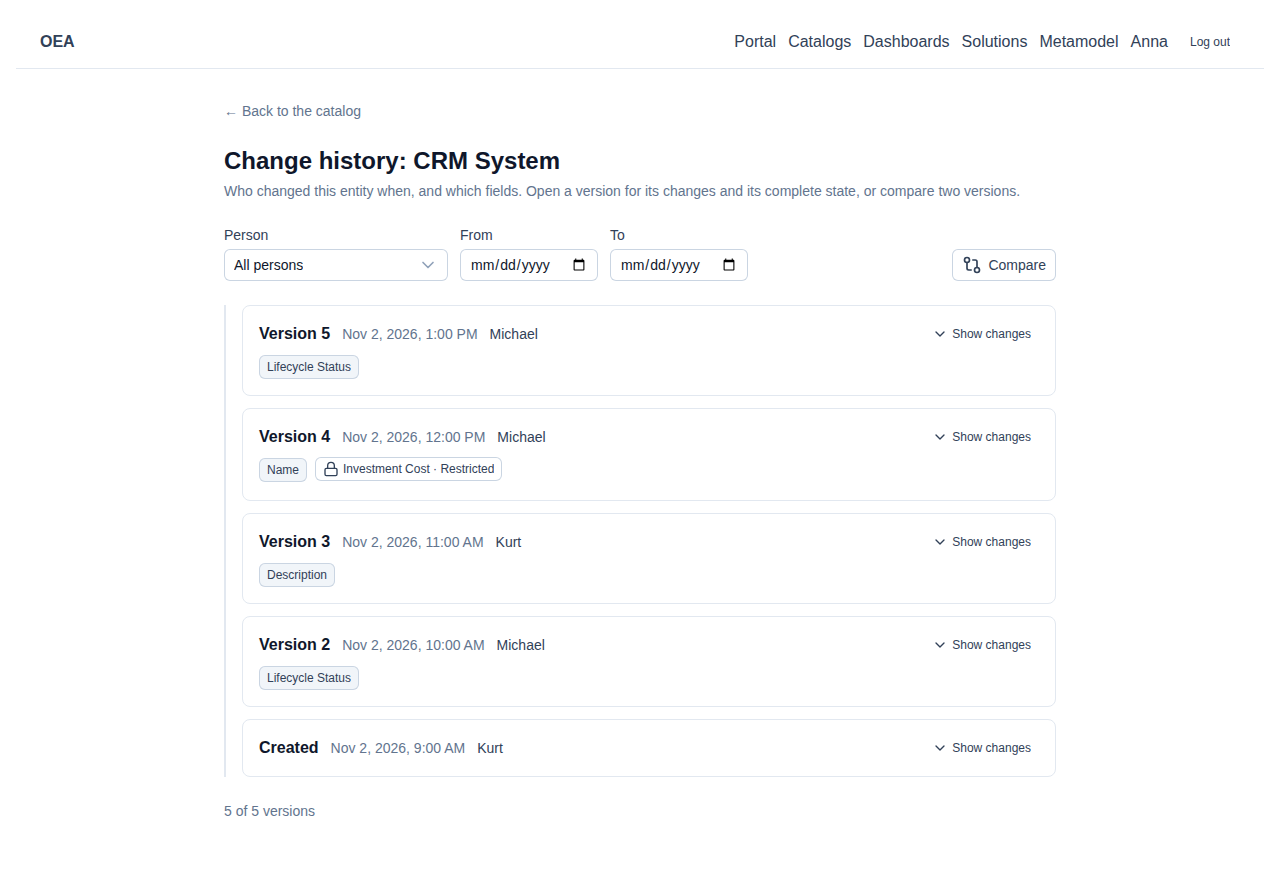 OEA
Portal Catalogs Dashboards Solutions Metamodel Anna Log out
← Back to the catalog
Change history: CRM System
Who changed this entity when, and which fields. Open a version for its changes and its complete state, or compare two versions.
Person From To
All persons mm/dd/yyyy mm/dd/yyyy Compare
Version 5 Nov 2, 2026, 1:00 PM Michael Show changes
Lifecycle Status
Version 4 Nov 2, 2026, 12:00 PM Michael Show changes
Name Investment Cost · Restricted
Version 3 Nov 2, 2026, 11:00 AM Kurt Show changes
Description
Version 2 Nov 2, 2026, 10:00 AM Michael Show changes
Lifecycle Status
Created Nov 2, 2026, 9:00 AM Kurt Show changes
5 of 5 versions